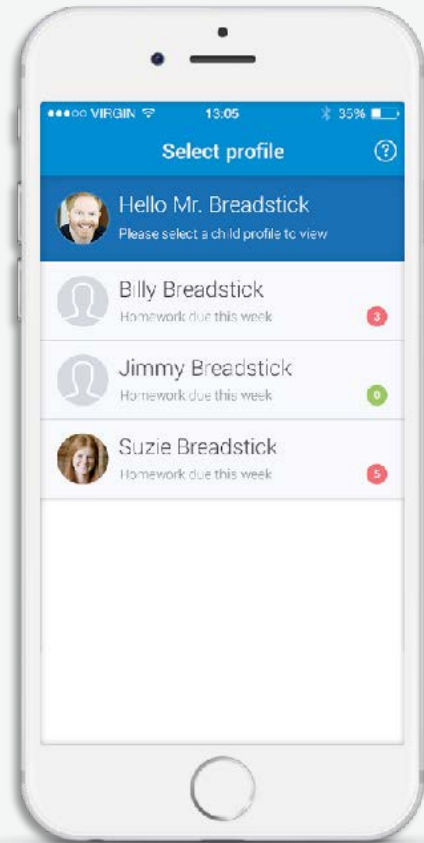 ●●●○○ VIRGIN 13:05 35%
Select profile ?
Hello Mr. Breadstick
Please select a child profile to view
Billy Breadstick
Homework due this week 3
Jimmy Breadstick
Homework due this week 0
Suzie Breadstick
Homework due this week 5